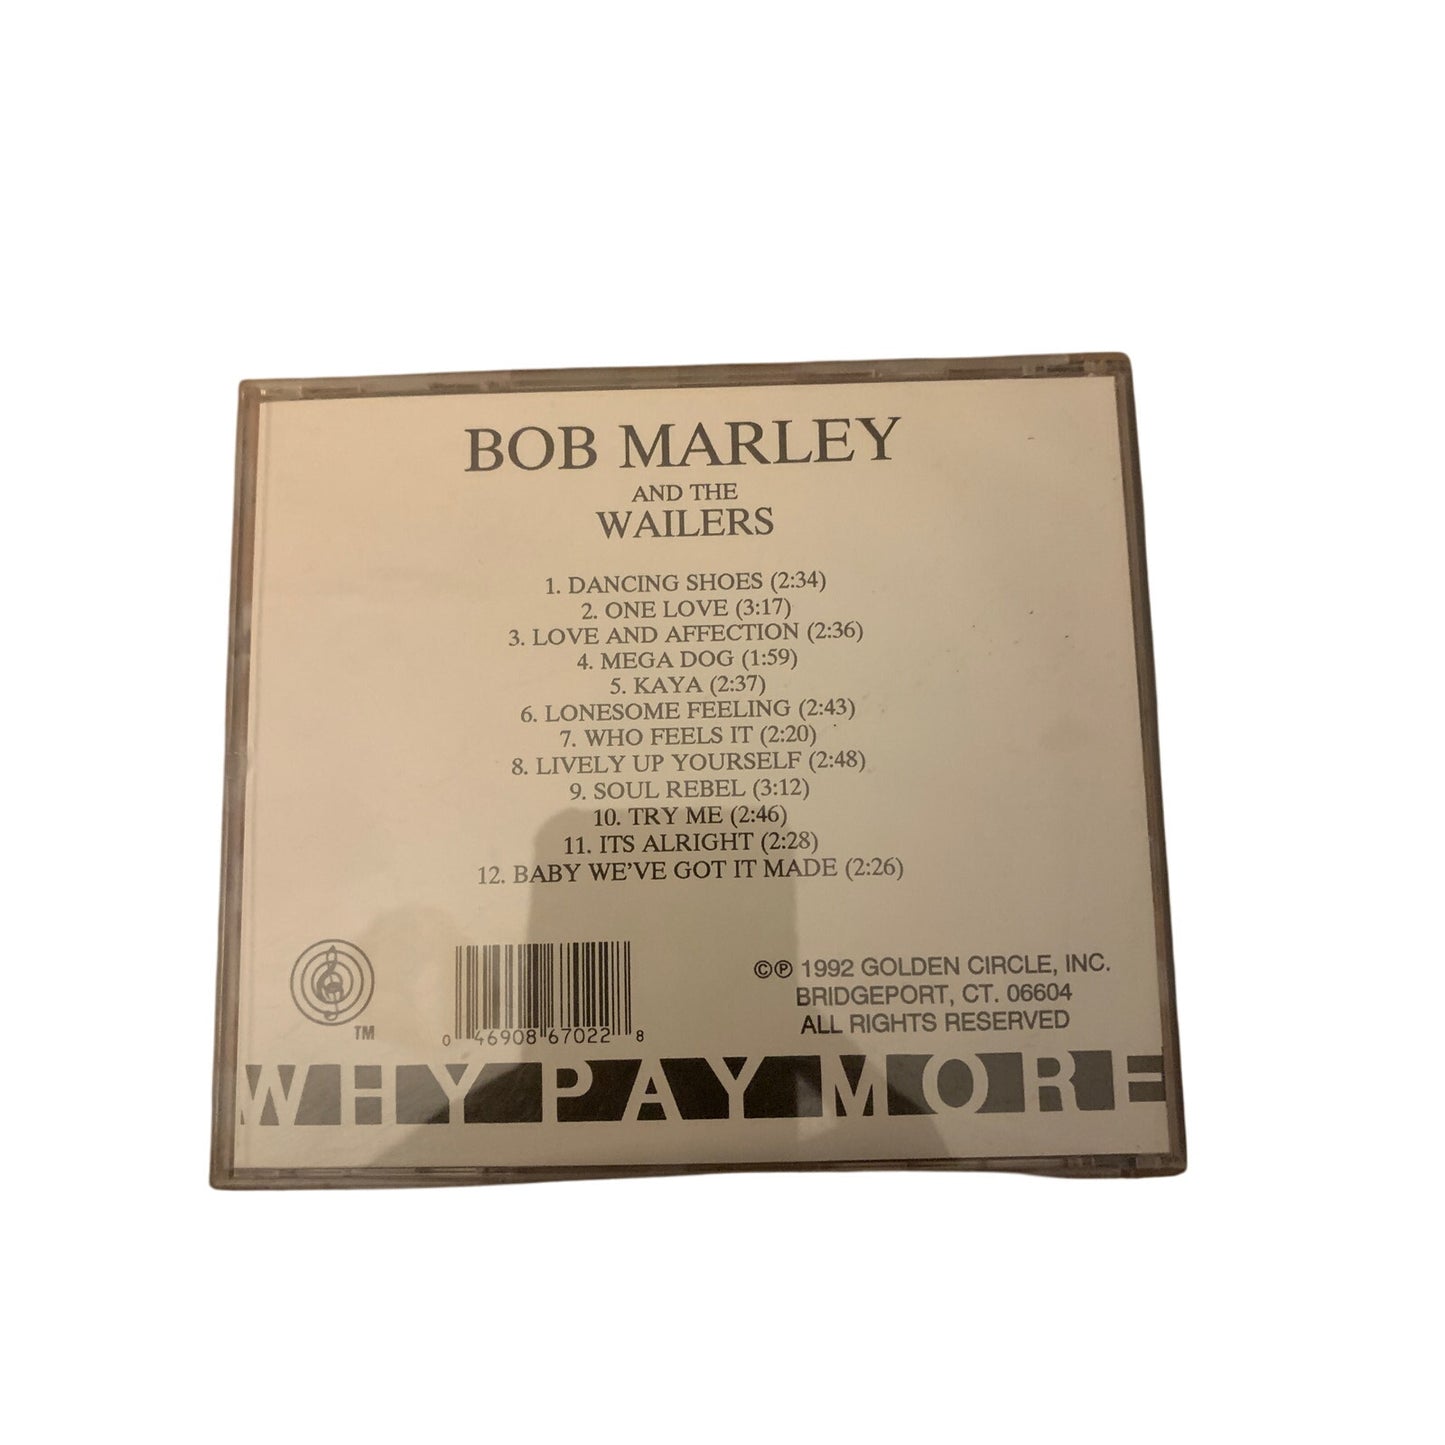 BOB MARLEY
AND THE
WAILERS
1. DANCING SHOES (2:34)
2. ONE LOVE (3:17)
3. LOVE AND AFFECTION (2:36)
4. MEGA DOG (1:59)
5. KAYA (2:37)
6. LONESOME FEELING (2:43)
7. WHO FEELS IT (2:20)
8. LIVELY UP YOURSELF (2:48)
9. SOUL REBEL (3:12)
10. TRY ME (2:46)
11. ITS ALRIGHT (2:28)
12. BABY WE'VE GOT IT MADE (2:26)
TM
0 46908 67022 8
©℗ 1992 GOLDEN CIRCLE, INC.
BRIDGEPORT, CT. 06604
ALL RIGHTS RESERVED
WHY PAY MORE